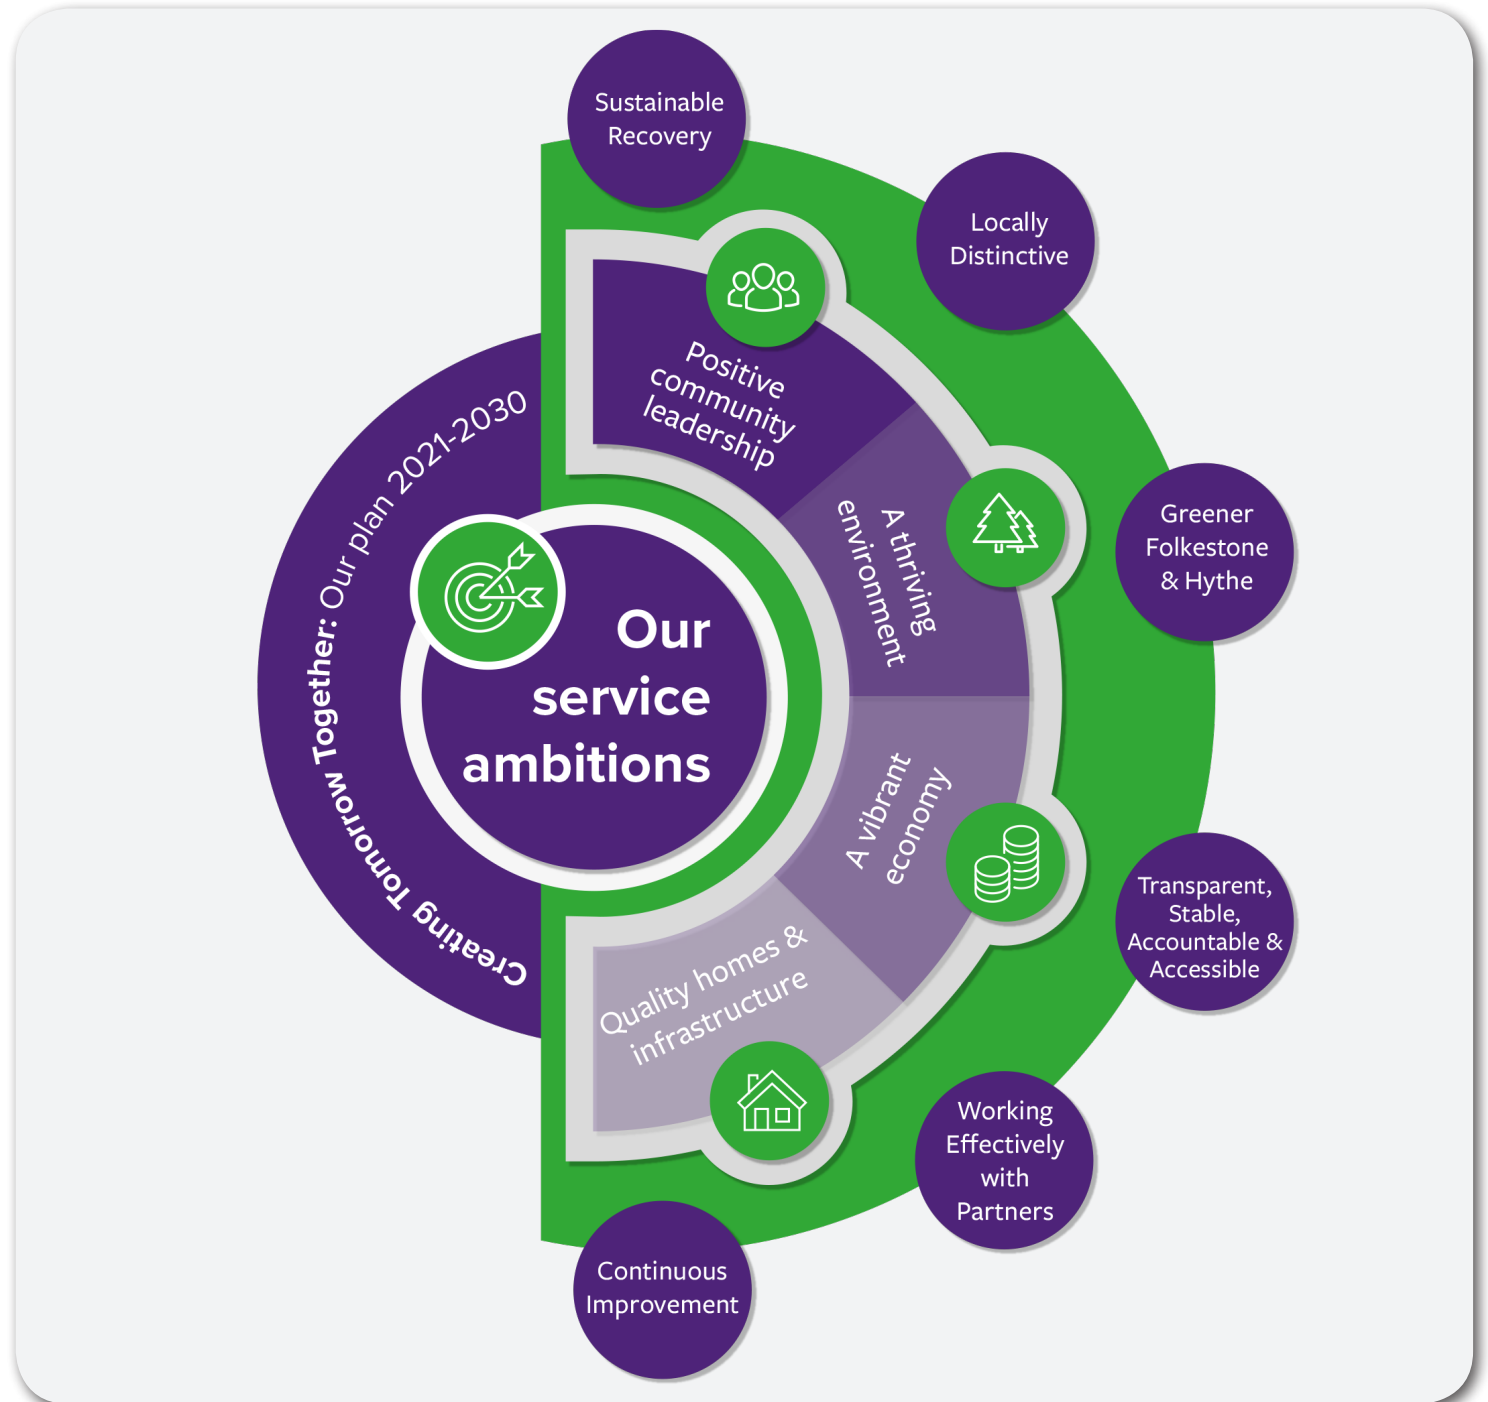 Sustainable
Recovery
Locally
Distinctive
Greener
Folkestone
& Hythe
Transparent,
Stable,
Accountable &
Accessible
Working
Effectively
with
Partners
Continuous
Improvement
Positive
community
leadership
A thriving
environment
A vibrant
economy
Quality homes &
infrastructure
Our
service
ambitions
Creating Tomorrow Together: Our plan 2021-2030